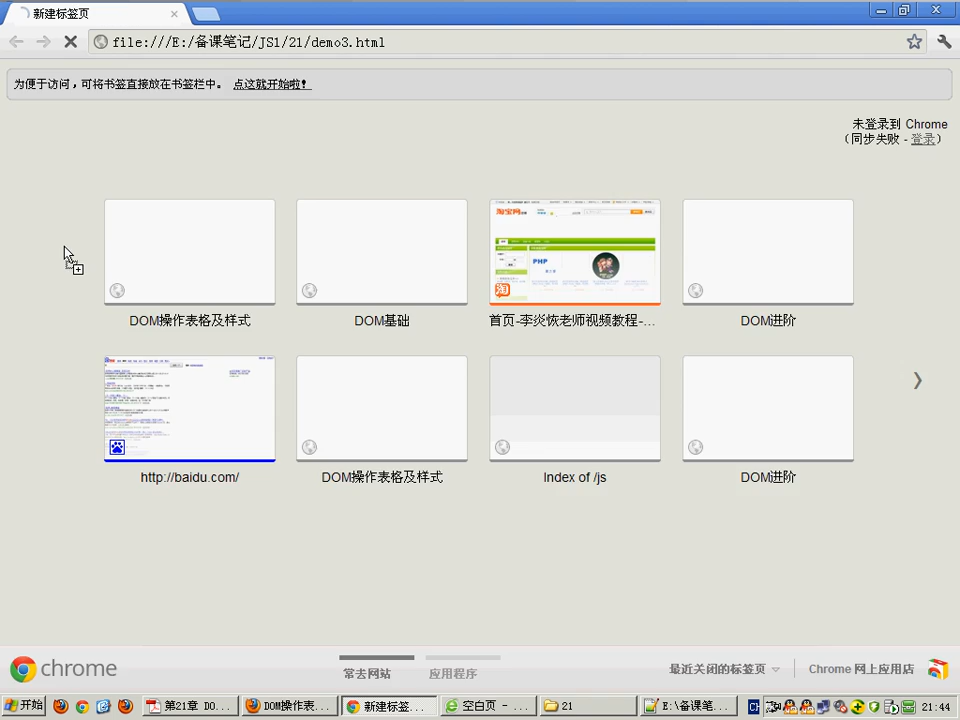 新建标签页
file:///E:/备课笔记/JS1/21/demo3.html
为便于访问，可将书签直接放在书签栏中。 点这就开始啦！
未登录到 Chrome
（同步失败 - 登录）
DOM操作表格及样式
DOM基础
首页-李炎恢老师视频教程-...
DOM进阶
http://baidu.com/
DOM操作表格及样式
Index of /js
DOM进阶
chrome
常去网站
应用程序
最近关闭的标签页
Chrome 网上应用店
开始
第21章 DO...
DOM操作表...
新建标签...
空白页 - ...
21
E:\备课笔...
21:44